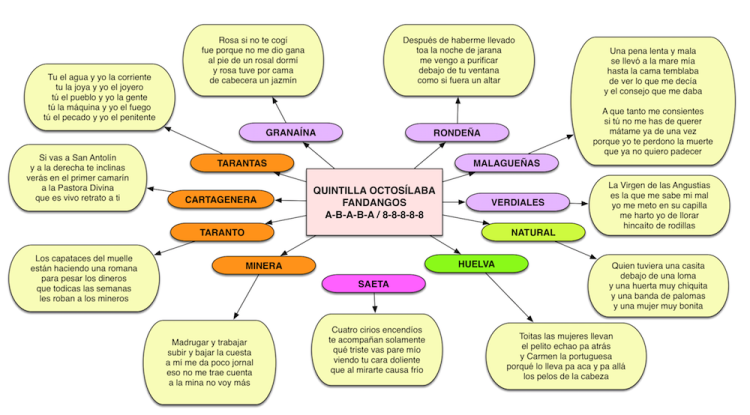 Rosa si no te cogí
fue porque no me dio gana
al pie de un rosal dormí
y rosa tuve por cama
de cabecera un jazmín
Después de haberme llevado
toa la noche de jarana
me vengo a purificar
debajo de tu ventana
como si fuera un altar
Una pena lenta y mala
se llevó a la mare mía
hasta la cama temblaba
de ver lo que me decía
y el consejo que me daba
A que tanto me consientes
si tú no me has de querer
mátame ya de una vez
porque yo te perdono la muerte
que ya no quiero padecer
Tu el agua y yo la corriente
tu la joya y yo el joyero
tú el pueblo y yo la gente
tú la máquina y yo el fuego
tú el pecado y yo el penitente
GRANAÍNA
RONDEÑA
TARANTAS
MALAGUEÑAS
Si vas a San Antolín
y a la derecha te inclinas
verás en el primer camarín
a la Pastora Divina
que es vivo retrato a ti
CARTAGENERA
QUINTILLA OCTOSÍLABA
FANDANGOS
A-B-A-B-A / 8-8-8-8-8
VERDIALES
La Virgen de las Angustias
es la que me sabe mi mal
yo me meto en su capilla
me harto yo de llorar
hincaito de rodillas
TARANTO
NATURAL
Los capataces del muelle
están haciendo una romana
para pesar los dineros
que todicas las semanas
les roban a los mineros
MINERA
SAETA
HUELVA
Quien tuviera una casita
debajo de una loma
y una huerta muy chiquita
y una banda de palomas
y una mujer muy bonita
Madrugar y trabajar
subir y bajar la cuesta
a mi me da poco jornal
eso no me trae cuenta
a la mina no voy más
Cuatro cirios encendíos
te acompañan solamente
qué triste vas pare mío
viendo tu cara doliente
que al mirarte causa frío
Toitas las mujeres llevan
el pelito echao pa atrás
y Carmen la portuguesa
porqué lo lleva pa aca y pa allá
los pelos de la cabeza